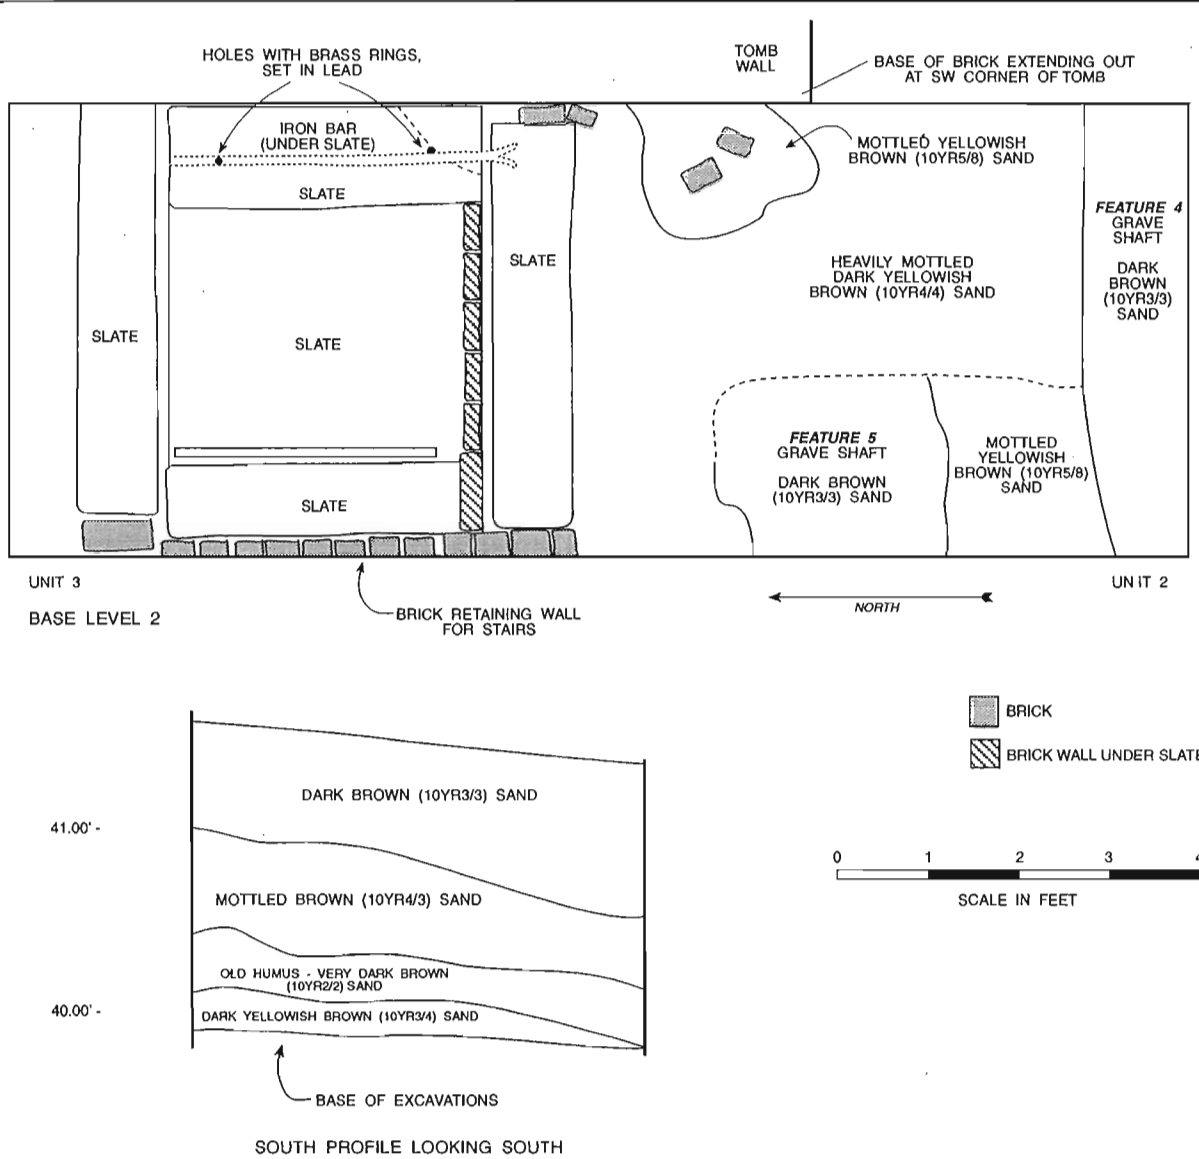 HOLES WITH BRASS RINGS,
SET IN LEAD
TOMB
WALL
BASE OF BRICK EXTENDING OUT
AT SW CORNER OF TOMB
IRON BAR
(UNDER SLATE)
SLATE
MOTTLED YELLOWISH
BROWN (10YR5/8) SAND
FEATURE 4
GRAVE
SHAFT
DARK
BROWN
(10YR3/3)
SAND
SLATE
HEAVILY MOTTLED
DARK YELLOWISH
BROWN (10YR4/4) SAND
SLATE
SLATE
FEATURE 5
GRAVE SHAFT
DARK BROWN
(10YR3/3) SAND
MOTTLED
YELLOWISH
BROWN (10YR5/8)
SAND
SLATE
UNIT 3
UNIT 2
BASE LEVEL 2
BRICK RETAINING WALL
FOR STAIRS
NORTH
BRICK
BRICK WALL UNDER SLATE
DARK BROWN (10YR3/3) SAND
41.00' -
0 1 2 3 4
SCALE IN FEET
MOTTLED BROWN (10YR4/3) SAND
OLD HUMUS - VERY DARK BROWN
(10YR2/2) SAND
40.00' -
DARK YELLOWISH BROWN (10YR3/4) SAND
BASE OF EXCAVATIONS
SOUTH PROFILE LOOKING SOUTH